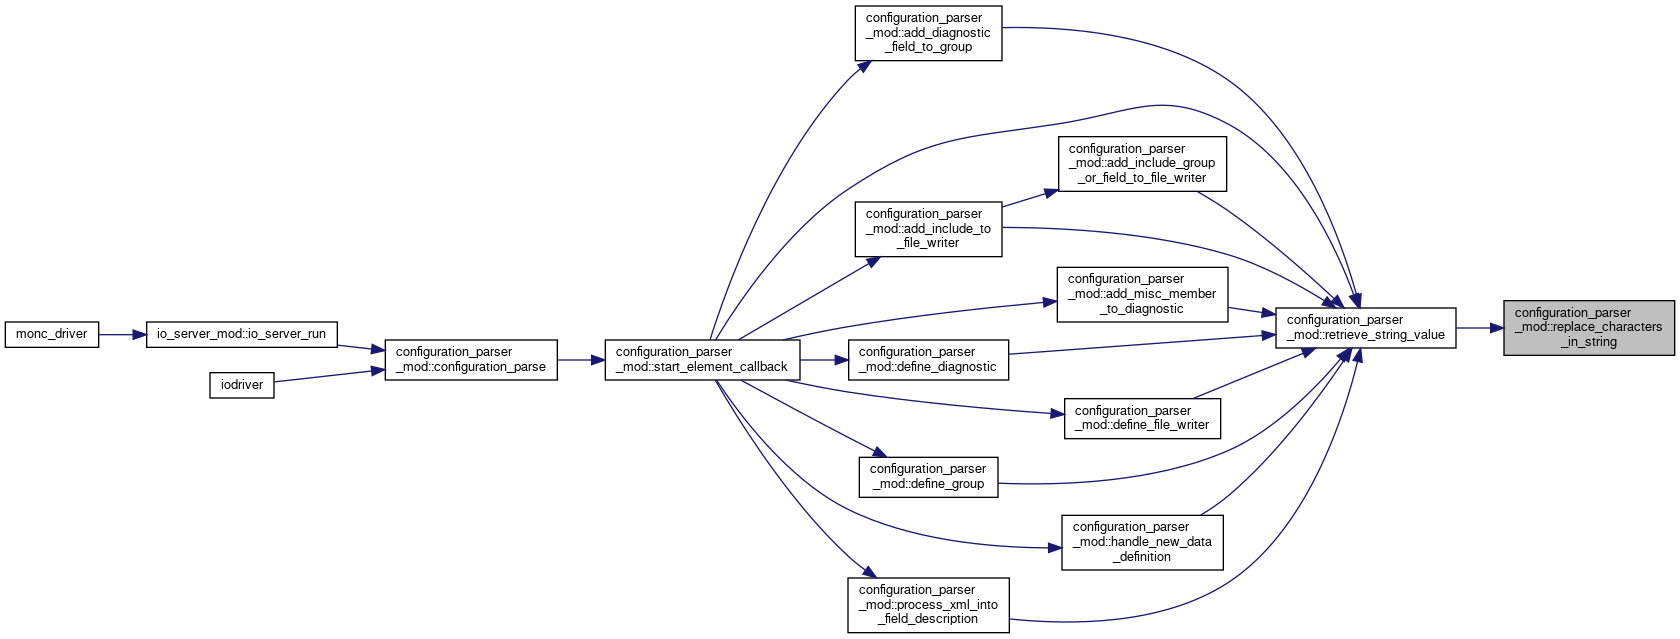 configuration_parser
_mod::add_diagnostic
_field_to_group
configuration_parser
_mod::add_include_group
_or_field_to_file_writer
configuration_parser
_mod::add_include_to
_file_writer
configuration_parser
_mod::add_misc_member
_to_diagnostic
configuration_parser
_mod::replace_characters
_in_string
configuration_parser
_mod::retrieve_string_value
monc_driver
io_server_mod::io_server_run
configuration_parser
_mod::configuration_parse
configuration_parser
_mod::start_element_callback
configuration_parser
_mod::define_diagnostic
iodriver
configuration_parser
_mod::define_file_writer
configuration_parser
_mod::define_group
configuration_parser
_mod::handle_new_data
_definition
configuration_parser
_mod::process_xml_into
_field_description